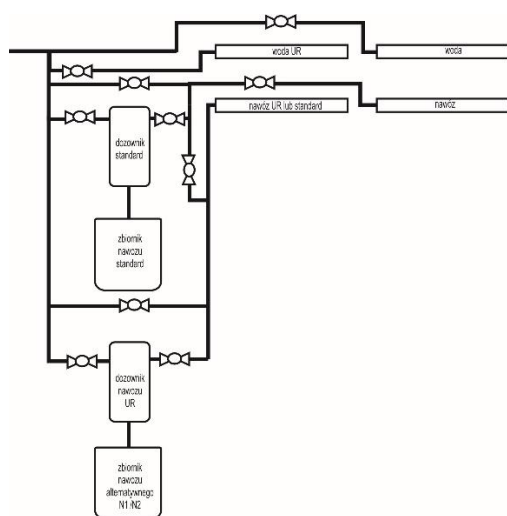 woda UR
woda
nawóz UR lub standard
nawóz
dozownik
standard
zbiornik
nawozu
standard
dozownik
nawozu
UR
zbiornik
nawozu
alternatywnego
N1 /N2